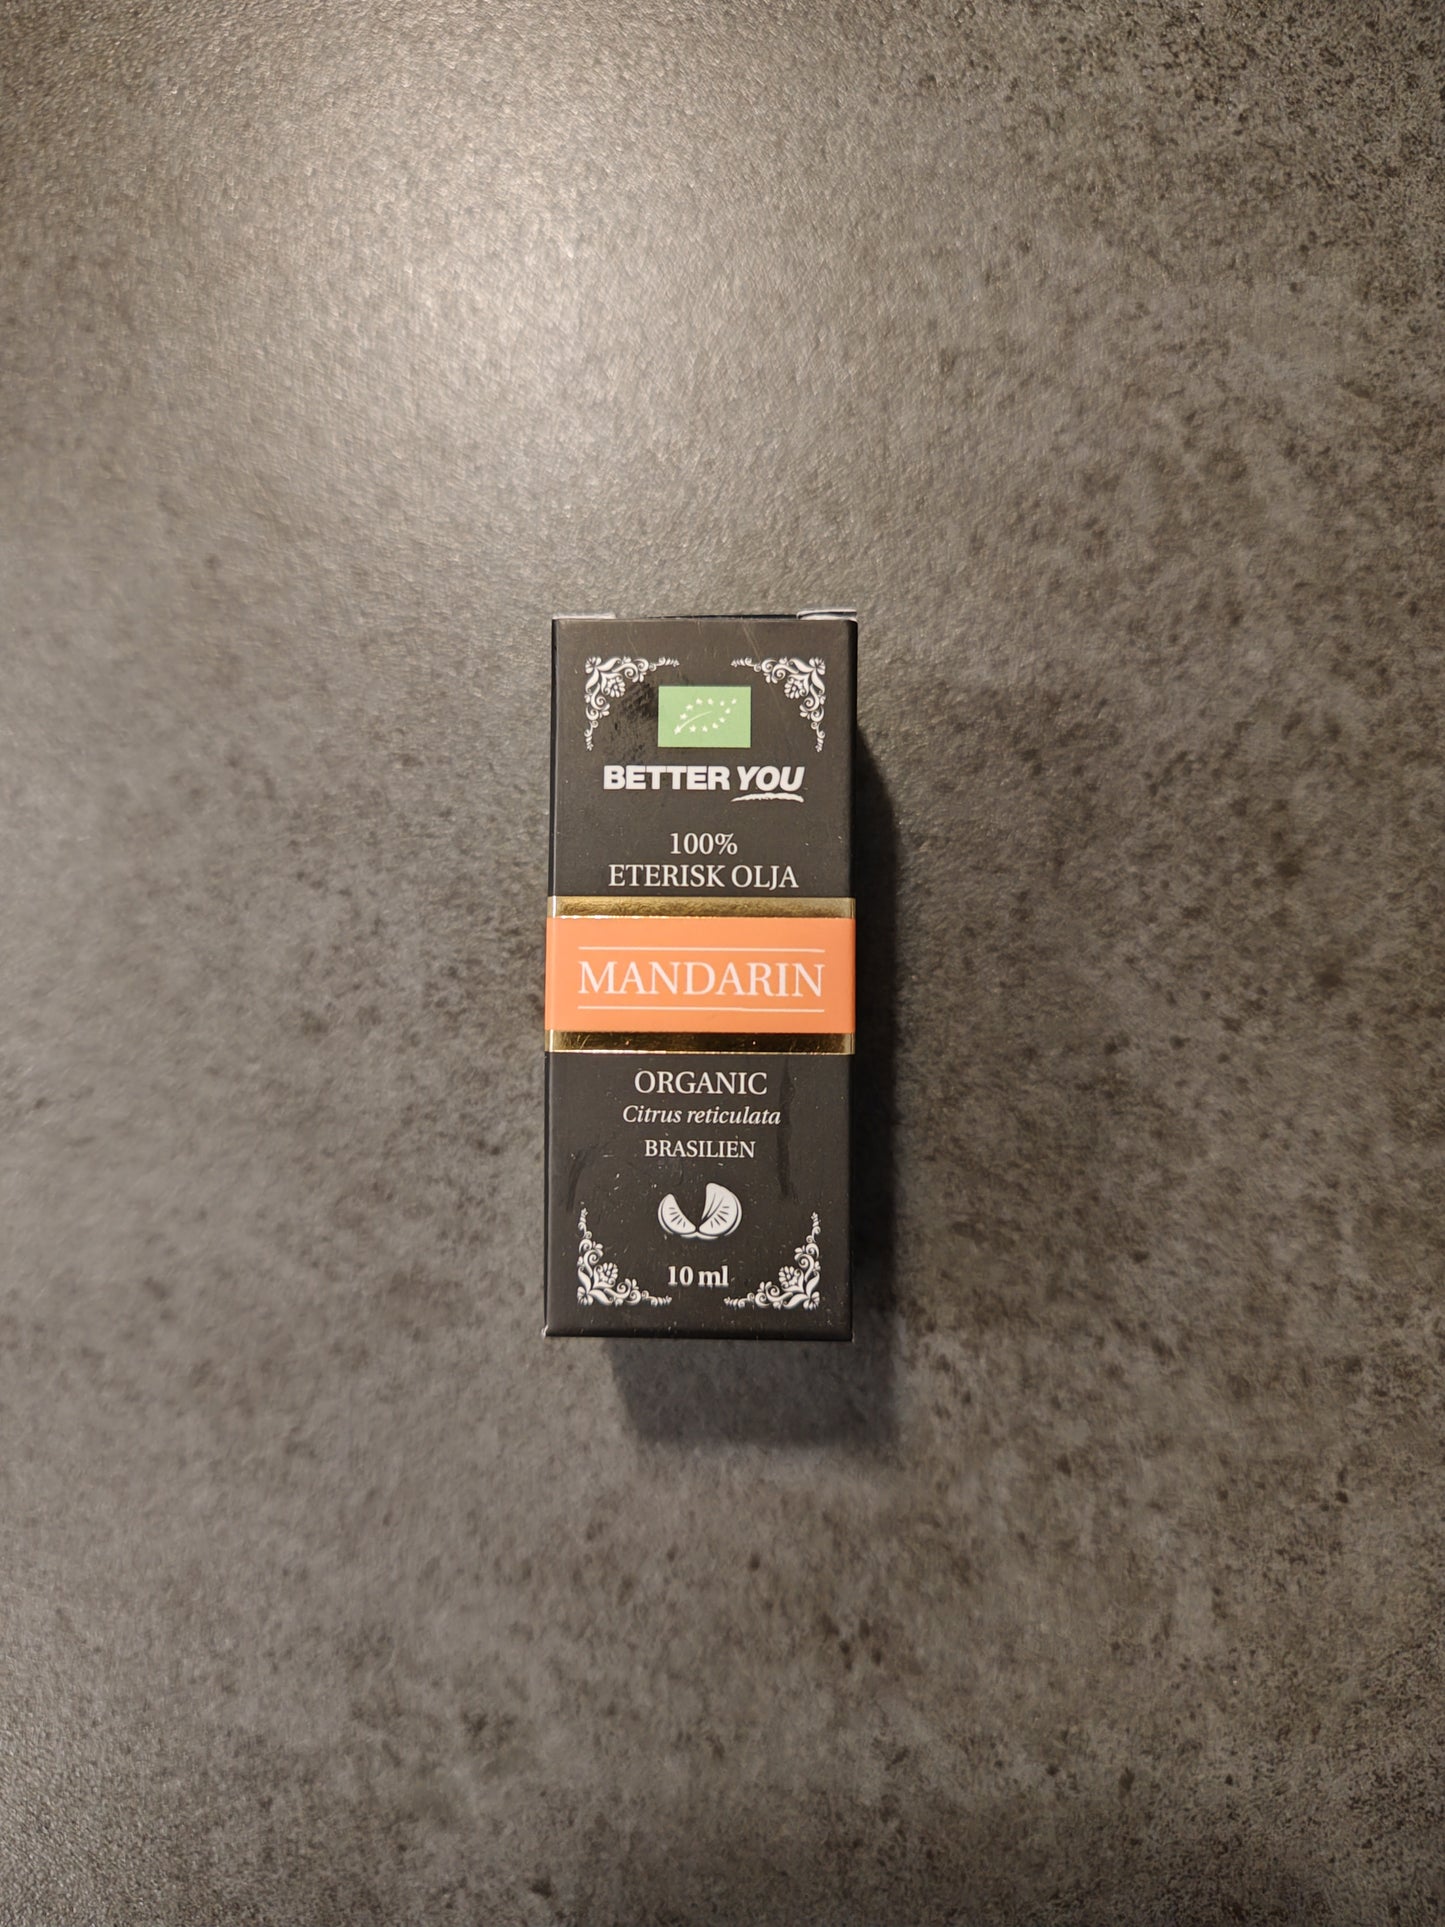 BETTER YOU
100%
ETERISK OLJA
MANDARIN
ORGANIC
Citrus reticulata
BRASILIEN
10 ml